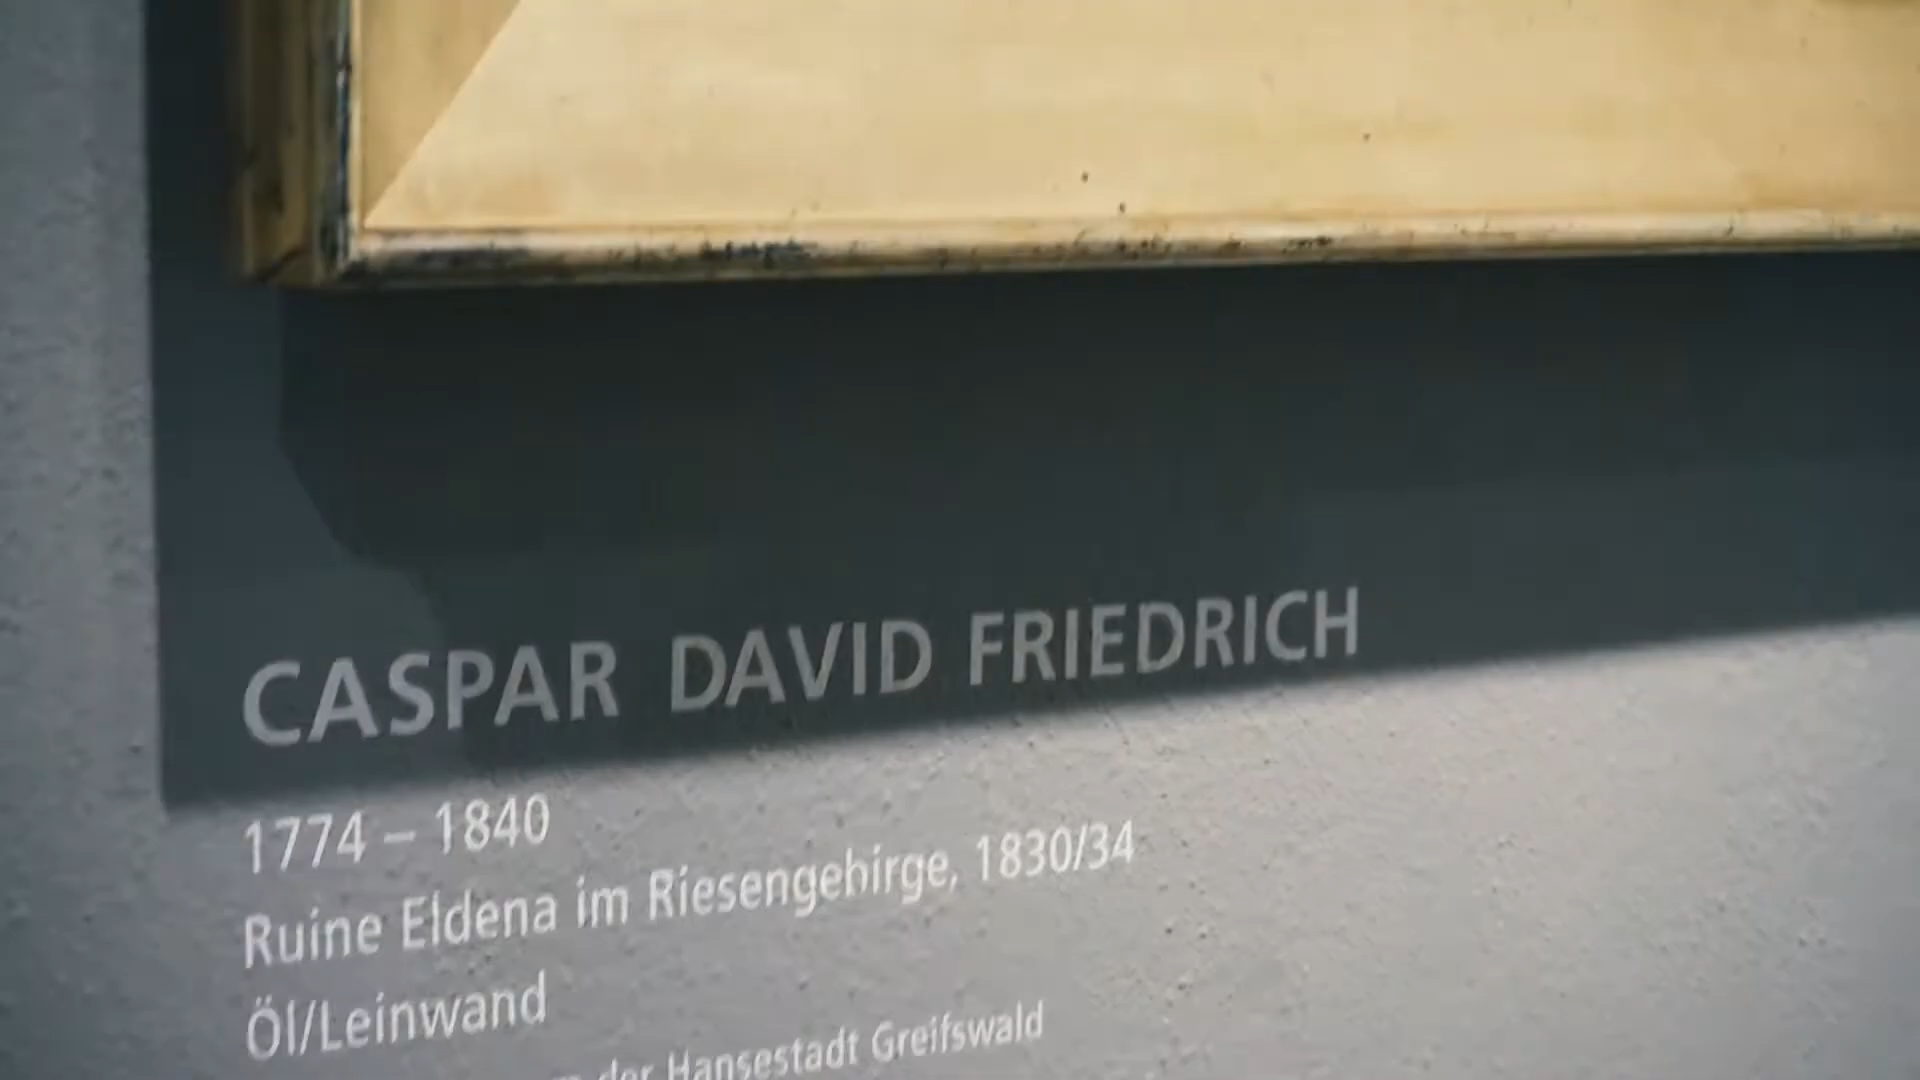 CASPAR DAVID FRIEDRICH
1774 – 1840
Ruine Eldena im Riesengebirge, 1830/34
Öl/Leinwand
der Hansestadt Greifswald